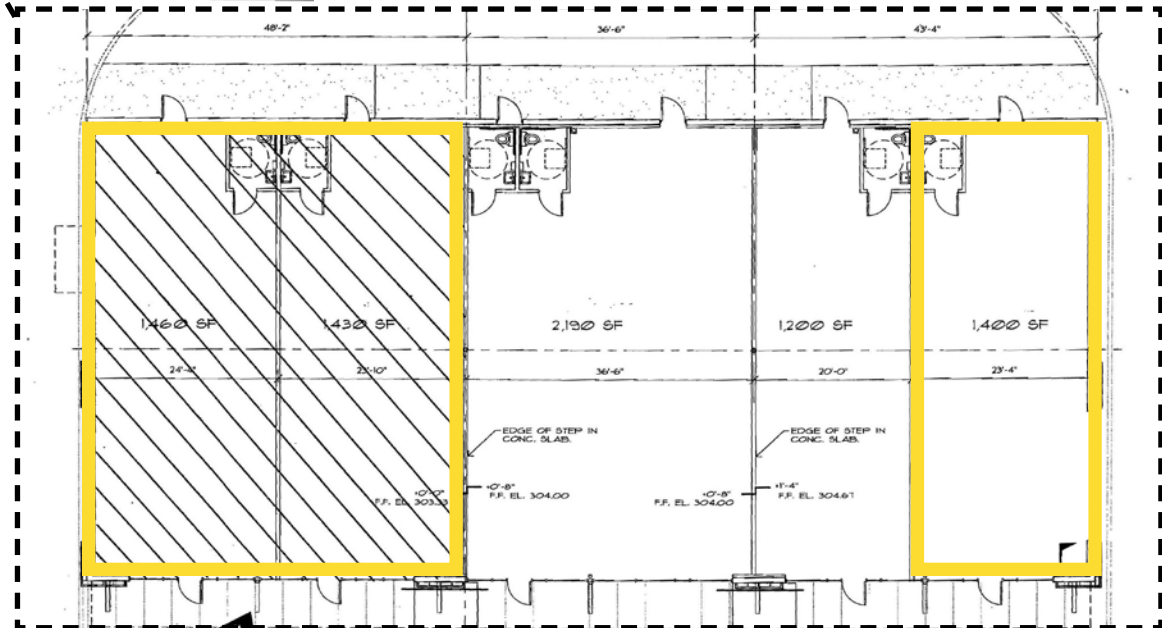 48'-2" 36'-6" 43'-4"
1,460 SF 1,430 SF 2,190 SF 1,200 SF 1,400 SF
24'-4" 23'-10" 36'-6" 20'-0" 23'-4"
EDGE OF STEP IN
CONC. SLAB.
EDGE OF STEP IN
CONC. SLAB.
+0'-0"
F.F. EL. 303.33
+0'-8"
F.F. EL. 304.00
+0'-8"
F.F. EL. 304.00
+1'-4"
F.F. EL. 304.67